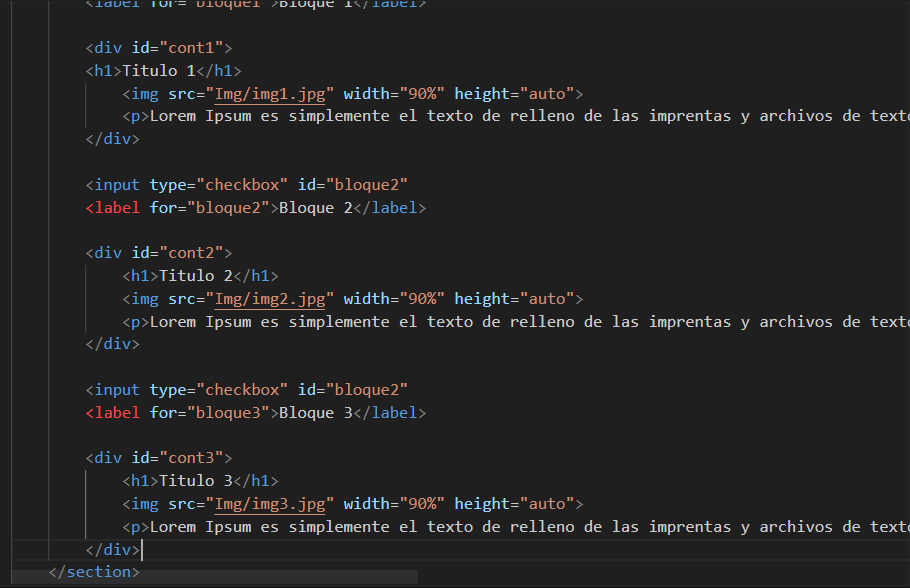 <label for="bloque1">Bloque 1</label>
<div id="cont1">
<h1>Titulo 1</h1>
<img src="Img/img1.jpg" width="90%" height="auto">
<p>Lorem Ipsum es simplemente el texto de relleno de las imprentas y archivos de texto
</div>
<input type="checkbox" id="bloque2"
<label for="bloque2">Bloque 2</label>
<div id="cont2">
<h1>Titulo 2</h1>
<img src="Img/img2.jpg" width="90%" height="auto">
<p>Lorem Ipsum es simplemente el texto de relleno de las imprentas y archivos de texto
</div>
<input type="checkbox" id="bloque2"
<label for="bloque3">Bloque 3</label>
<div id="cont3">
<h1>Titulo 3</h1>
<img src="Img/img3.jpg" width="90%" height="auto">
<p>Lorem Ipsum es simplemente el texto de relleno de las imprentas y archivos de texto
</div>
</section>